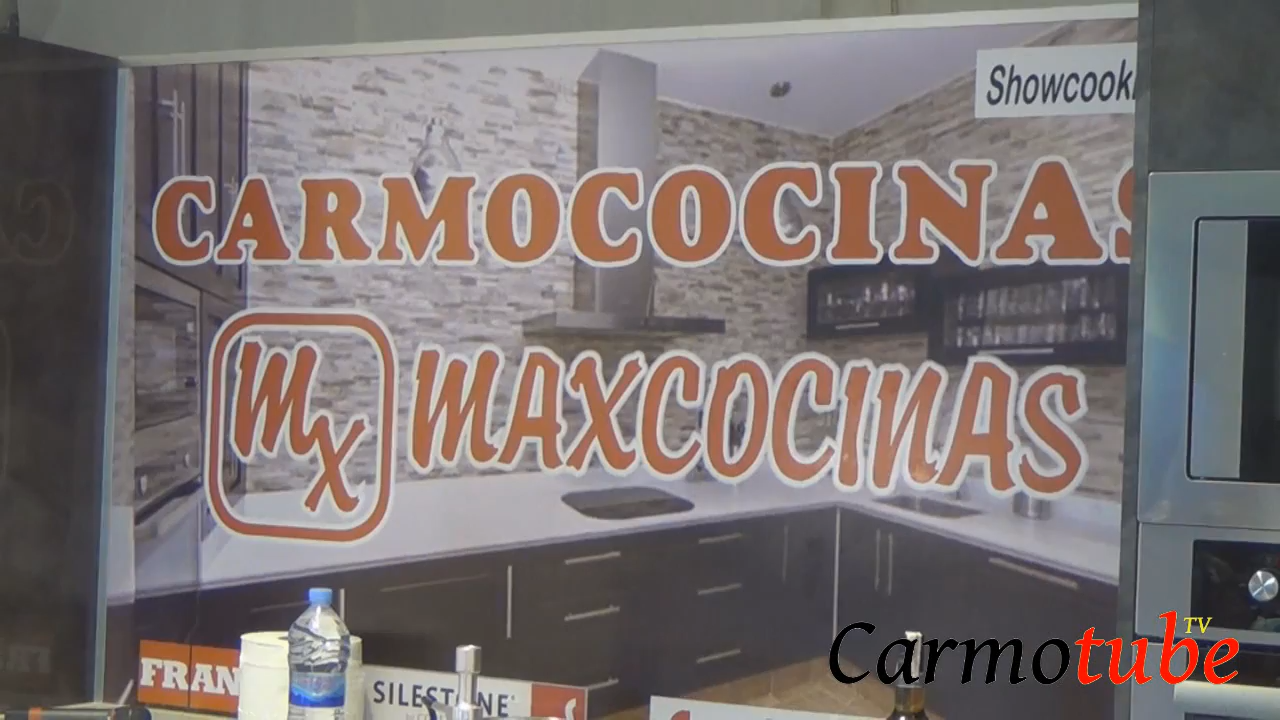 Showcook
CARMOCOCINAS
Mx MAXCOCINAS
FRAN
SILESTONE
Carmotube TV